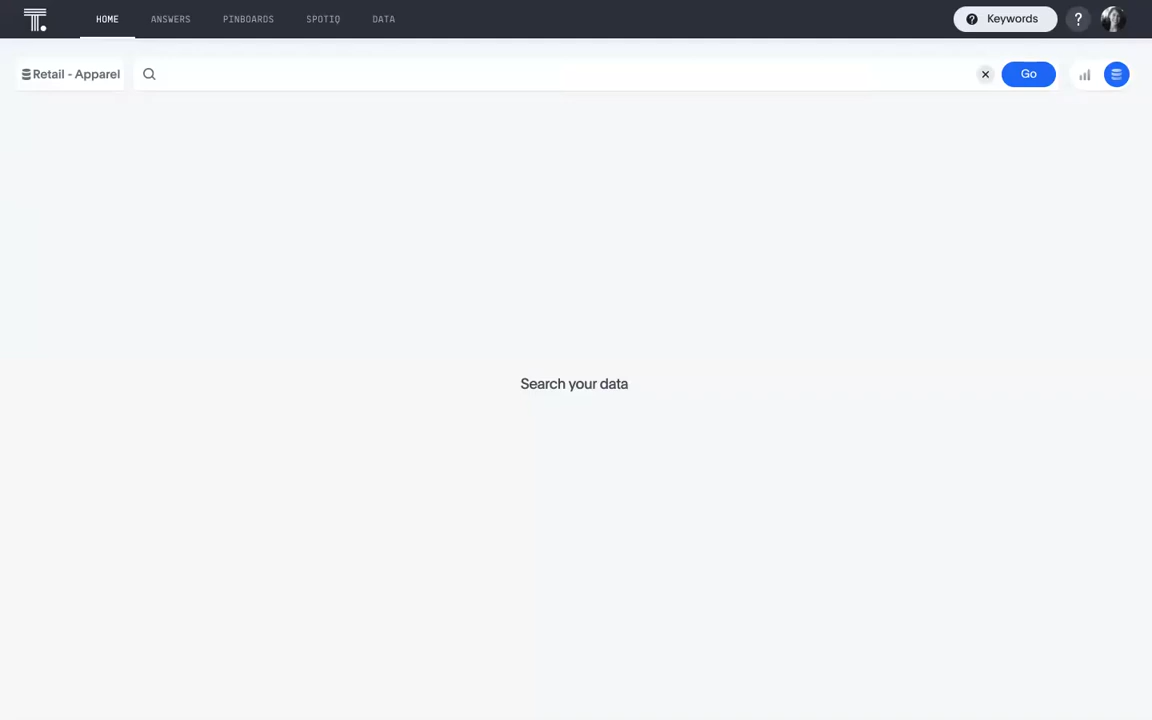 T.
HOME ANSWERS PINBOARDS SPOTIQ DATA
? Keywords ?
Retail - Apparel
Go
Search your data